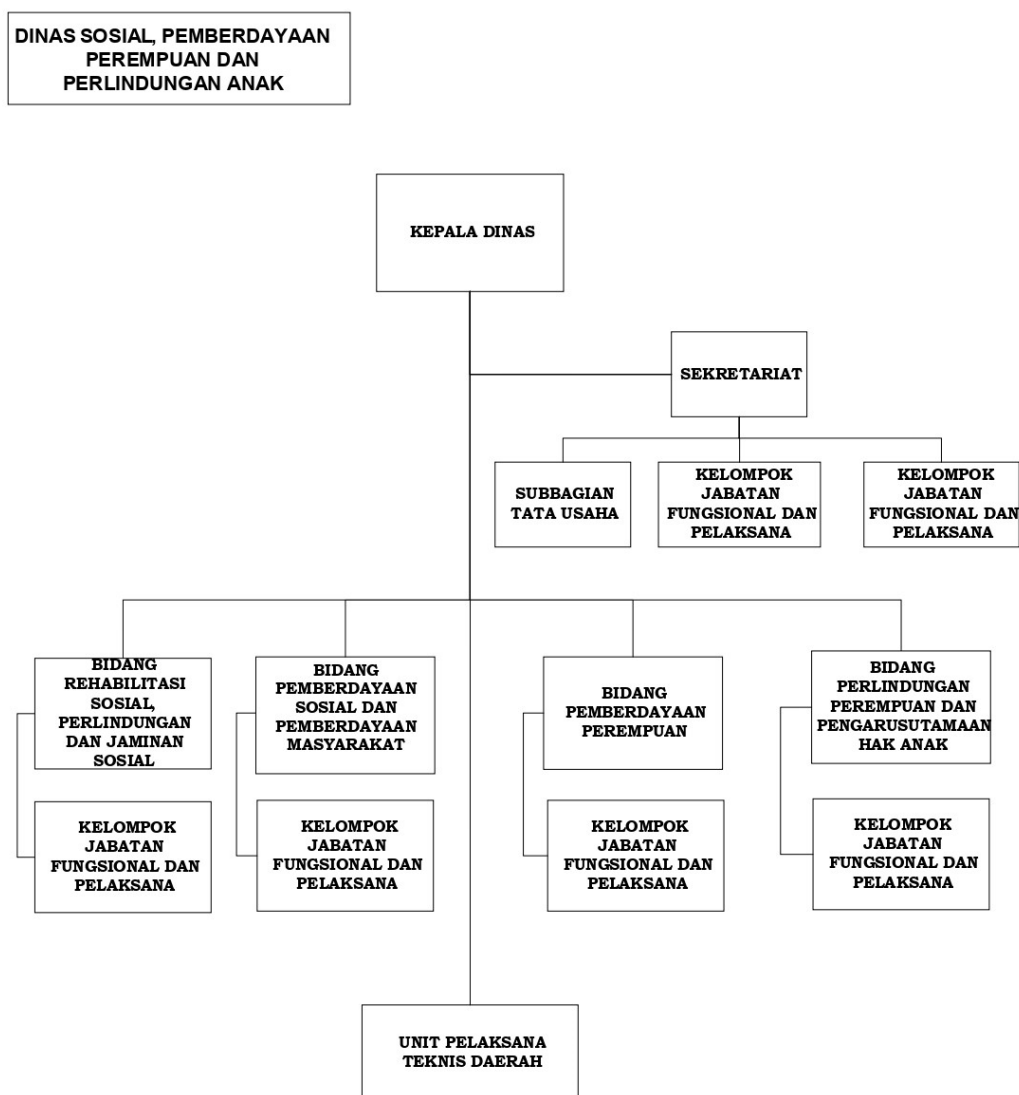 DINAS SOSIAL, PEMBERDAYAAN
PEREMPUAN DAN
PERLINDUNGAN ANAK
KEPALA DINAS
SEKRETARIAT
SUBBAGIAN
TATA USAHA
KELOMPOK
JABATAN
FUNGSIONAL DAN
PELAKSANA
KELOMPOK
JABATAN
FUNGSIONAL DAN
PELAKSANA
BIDANG
REHABILITASI
SOSIAL,
PERLINDUNGAN
DAN JAMINAN
SOSIAL
BIDANG
PEMBERDAYAAN
SOSIAL DAN
PEMBERDAYAAN
MASYARAKAT
BIDANG
PEMBERDAYAAN
PEREMPUAN
BIDANG
PERLINDUNGAN
PEREMPUAN DAN
PENGARUSUTAMAAN
HAK ANAK
KELOMPOK
JABATAN
FUNGSIONAL DAN
PELAKSANA
KELOMPOK
JABATAN
FUNGSIONAL DAN
PELAKSANA
KELOMPOK
JABATAN
FUNGSIONAL DAN
PELAKSANA
KELOMPOK
JABATAN
FUNGSIONAL DAN
PELAKSANA
UNIT PELAKSANA
TEKNIS DAERAH